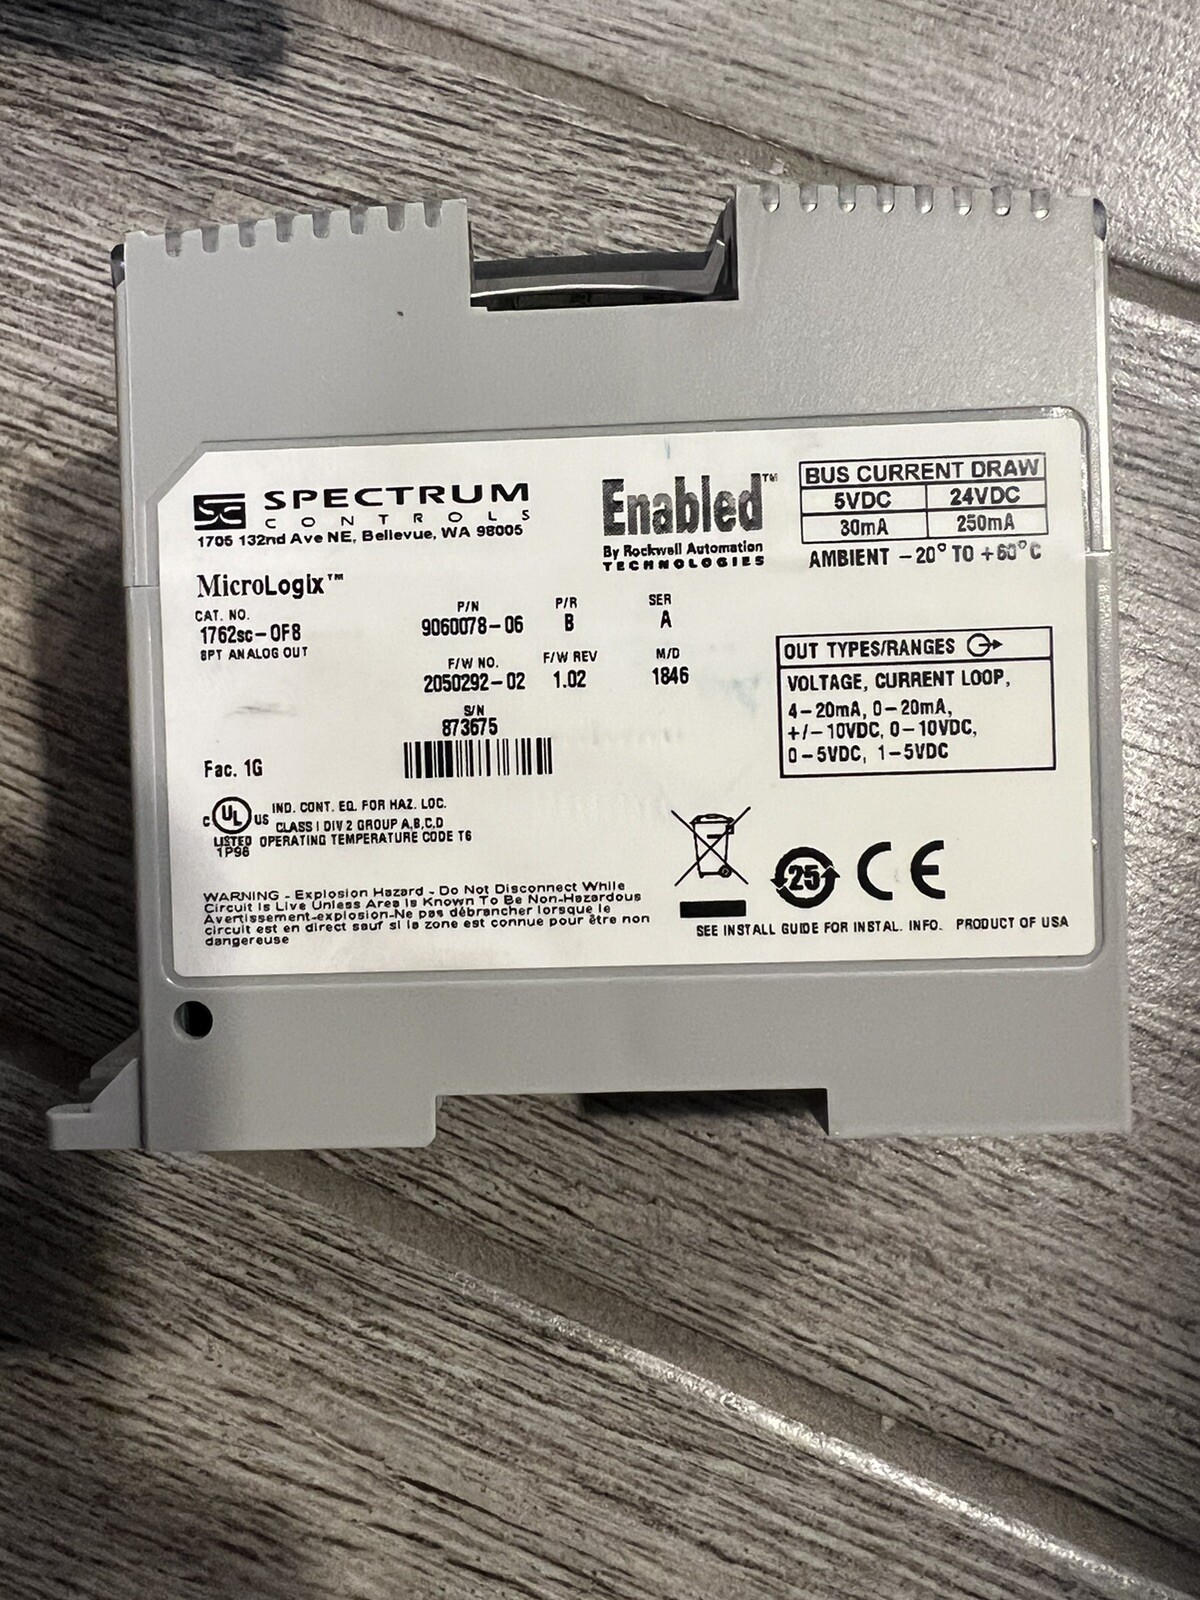 SC SPECTRUM
CONTROLS
1705 132nd Ave NE, Bellevue, WA 98005
Enabled™
By Rockwell Automation
TECHNOLOGIES
BUS CURRENT DRAW
5VDC 24VDC
30mA 250mA
AMBIENT -20° TO +60°C
MicroLogix™
CAT. NO.
1762sc-OF8
8PT ANALOG OUT
P/N P/R SER
9060078-06 B A
F/W NO. F/W REV M/D
2050292-02 1.02 1846
S/N
873675
Fac. 1G
OUT TYPES/RANGES
VOLTAGE, CURRENT LOOP,
4-20mA, 0-20mA,
+/-10VDC, 0-10VDC,
0-5VDC, 1-5VDC
C UL US
LISTED
1P96
IND. CONT. EQ. FOR HAZ. LOC.
CLASS I DIV 2 GROUP A,B,C,D
OPERATING TEMPERATURE CODE T6
WARNING - Explosion Hazard - Do Not Disconnect While
Circuit Is Live Unless Area Is Known To Be Non-Hazardous
Avertissement-explosion-Ne pas débrancher lorsque le
circuit est en direct sauf si la zone est connue pour être non
dangereuse
25
CE
SEE INSTALL GUIDE FOR INSTAL. INFO. PRODUCT OF USA